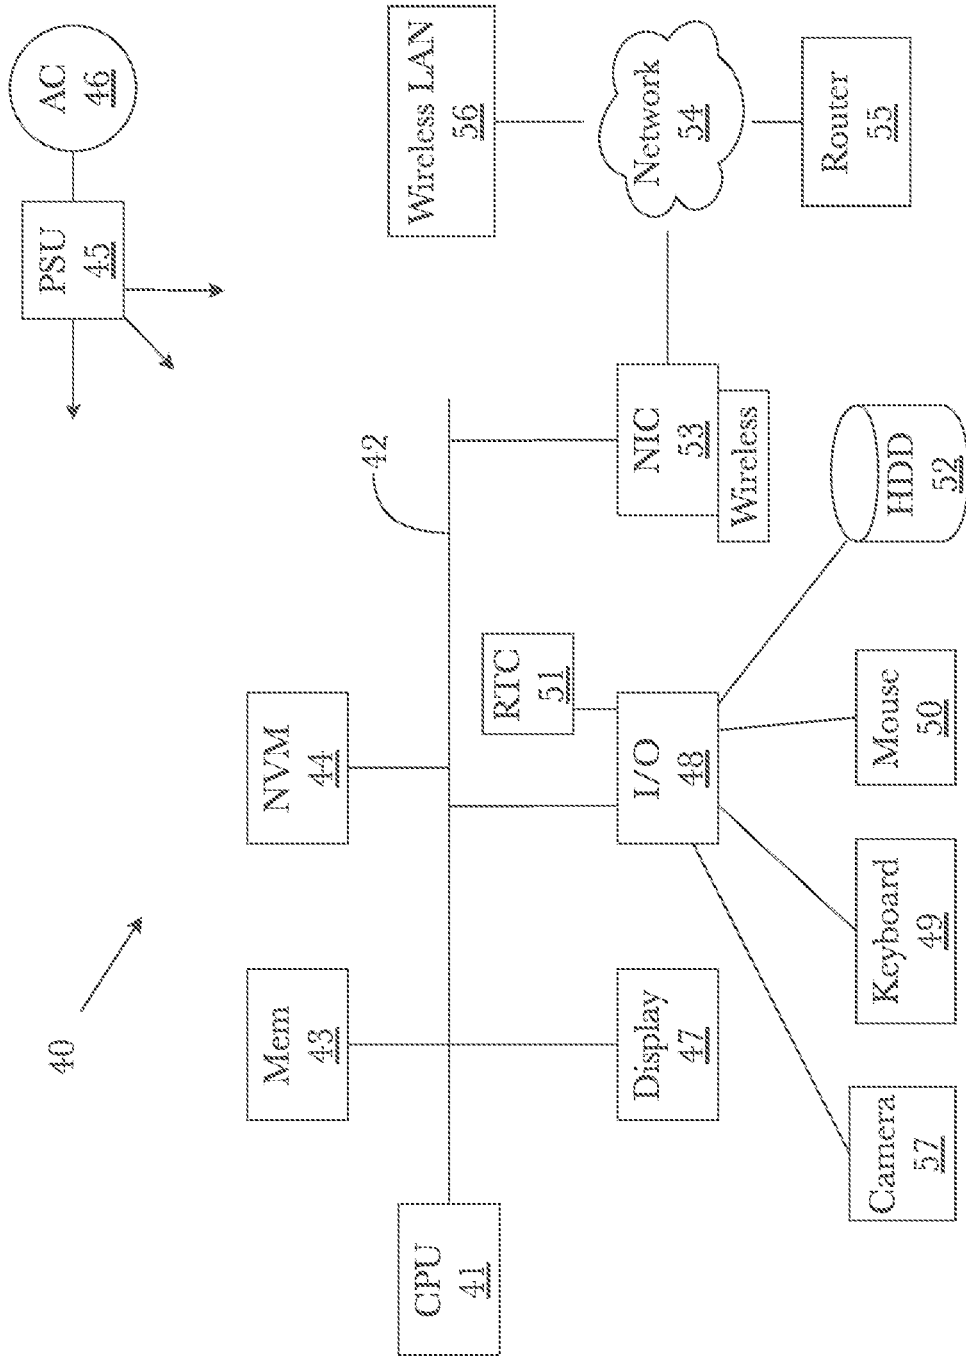 40
PSU
45
AC
46
Mem
43
NVM
44
42
CPU
41
RTC
51
Wireless LAN
56
Display
47
I/O
48
NIC
53
Wireless
Network
54
Camera
57
Keyboard
49
Mouse
50
HDD
52
Router
55